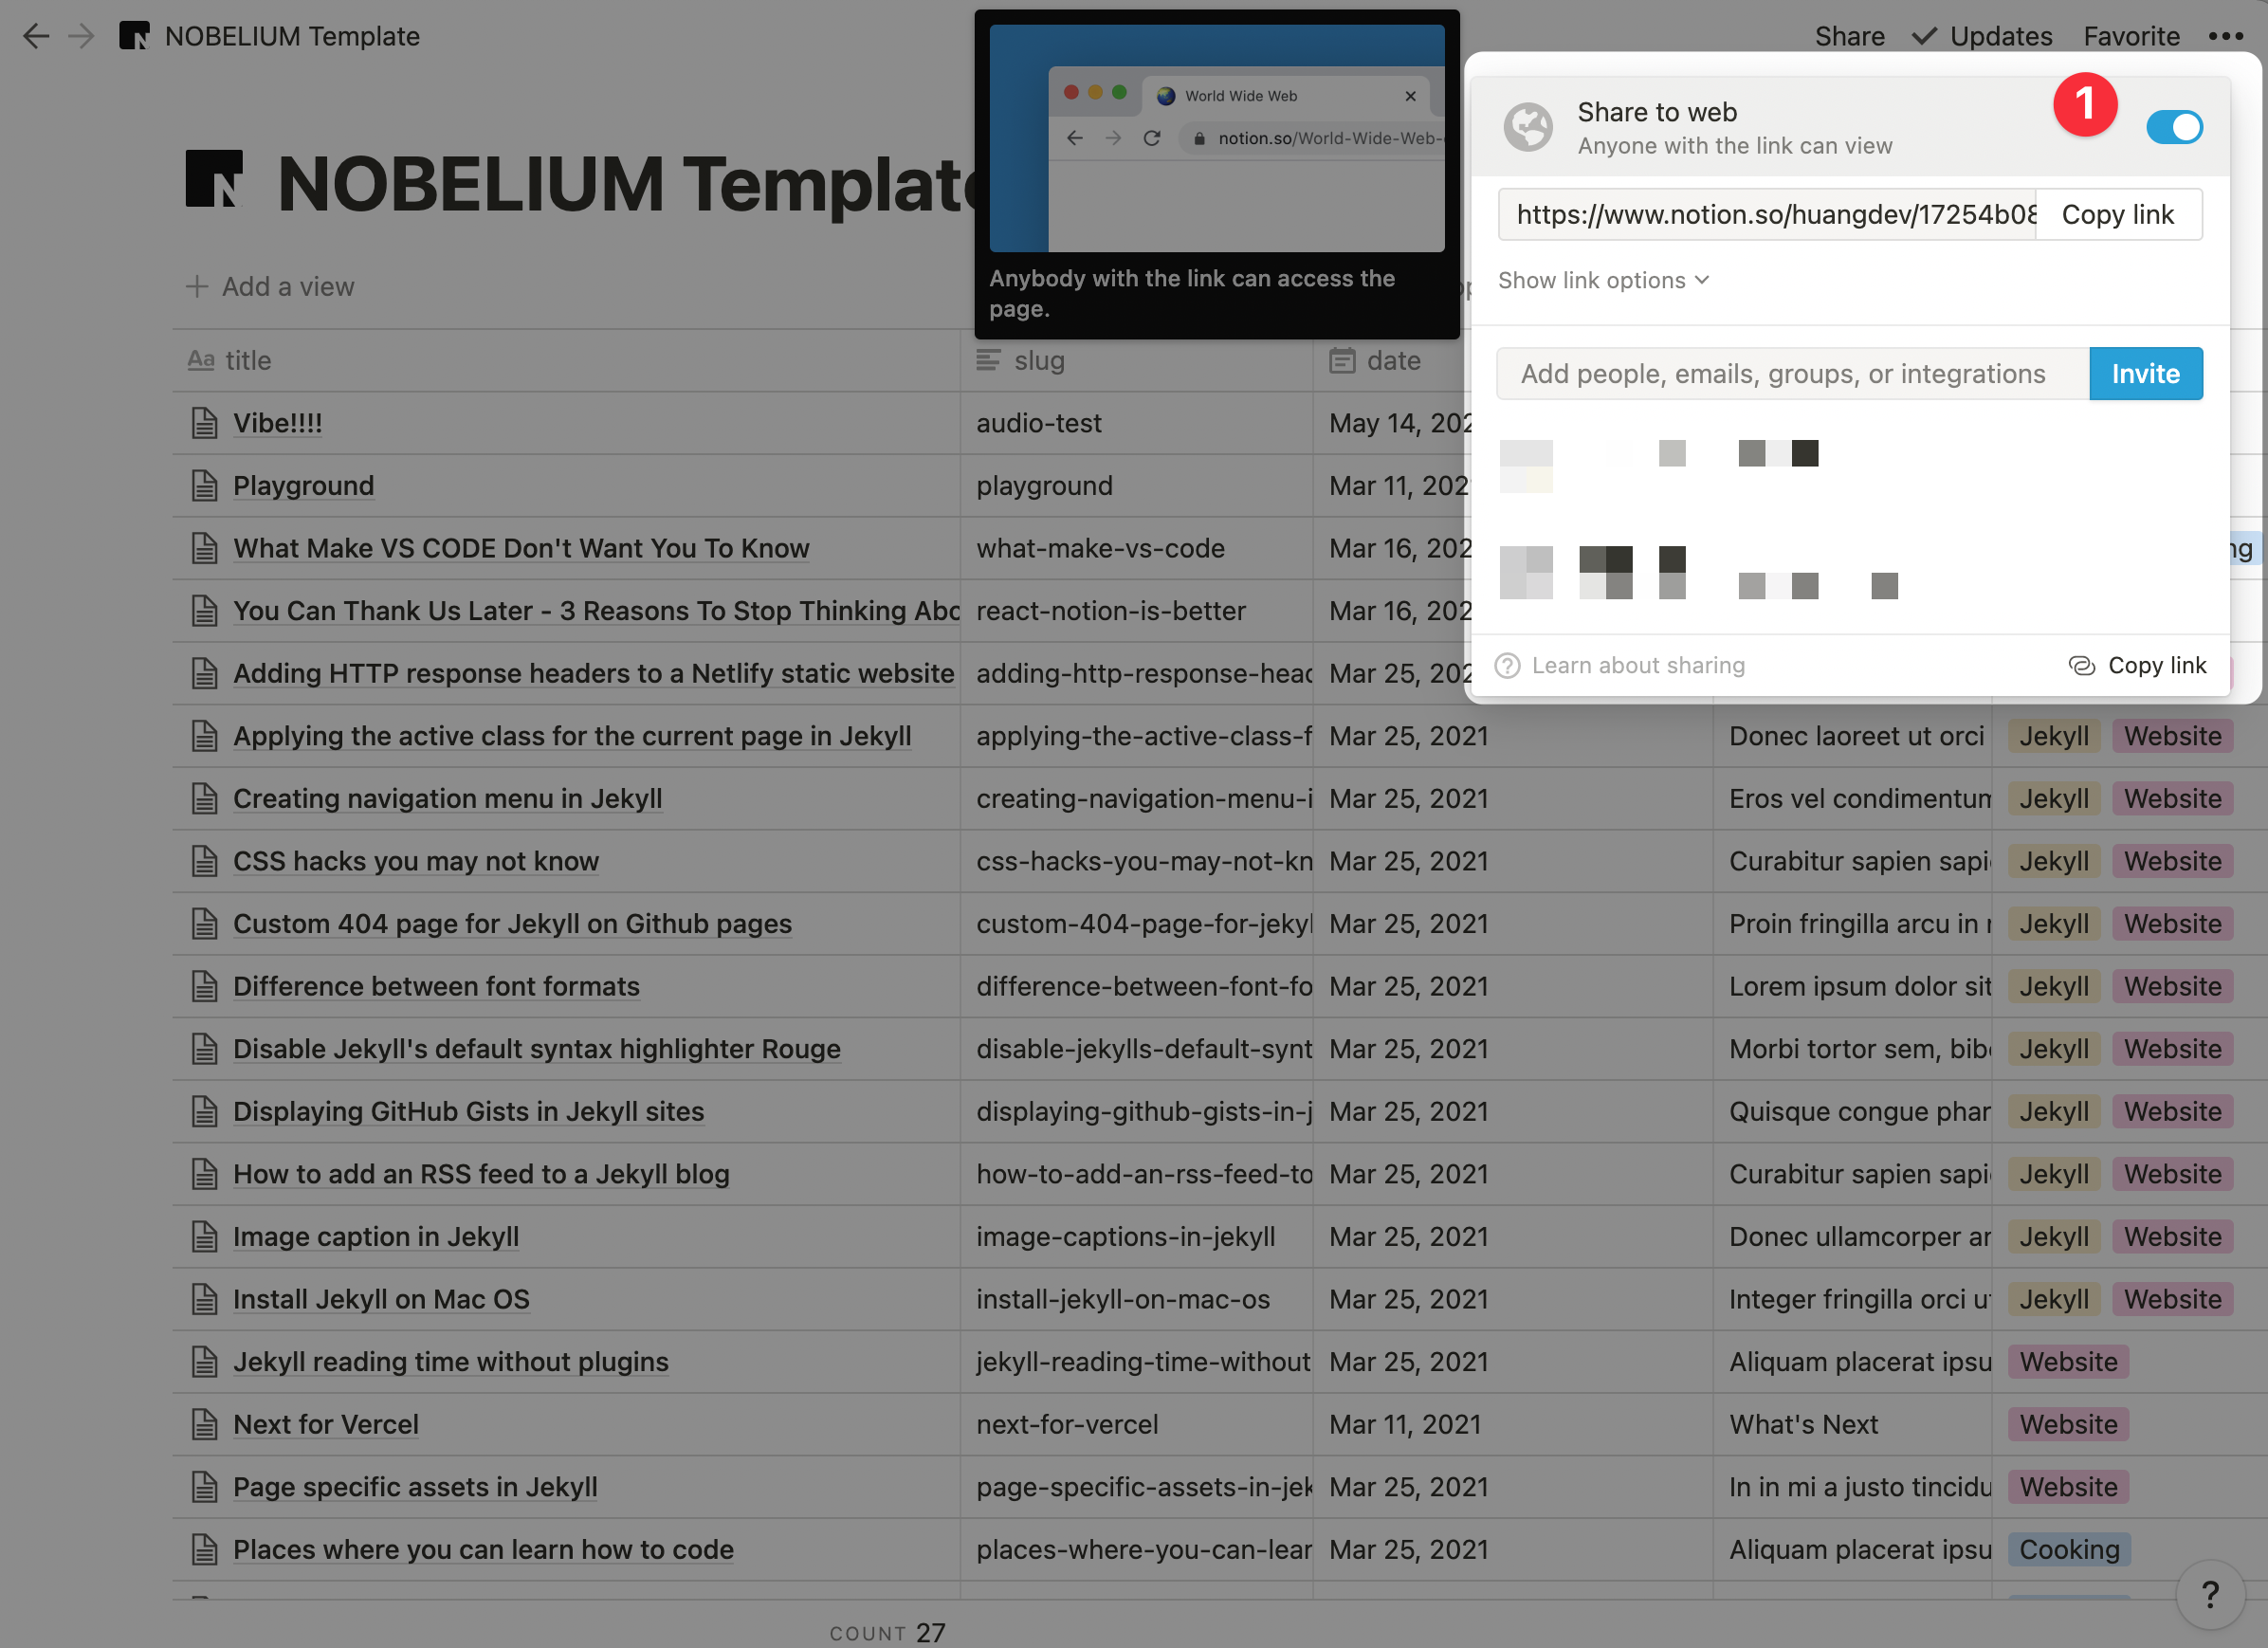 NOBELIUM Template
Share
Updates
Favorite
World Wide Web
notion.so/World-Wide-Web-
Anybody with the link can access the
page.
1
Share to web
Anyone with the link can view
https://www.notion.so/huangdev/17254b08
Copy link
Show link options
Add people, emails, groups, or integrations
Invite
Learn about sharing
Copy link
NOBELIUM Template
Add a view
Aa title
slug
date
Vibe!!!! audio-test May 14, 202
Playground playground Mar 11, 202
What Make VS CODE Don't Want You To Know what-make-vs-code Mar 16, 202 ng
You Can Thank Us Later - 3 Reasons To Stop Thinking Abo react-notion-is-better Mar 16, 202
Adding HTTP response headers to a Netlify static website adding-http-response-head Mar 25, 202
Applying the active class for the current page in Jekyll applying-the-active-class-f Mar 25, 2021 Donec laoreet ut orci Jekyll Website
Creating navigation menu in Jekyll creating-navigation-menu-i Mar 25, 2021 Eros vel condimentum Jekyll Website
CSS hacks you may not know css-hacks-you-may-not-kn Mar 25, 2021 Curabitur sapien sapi Jekyll Website
Custom 404 page for Jekyll on Github pages custom-404-page-for-jekyl Mar 25, 2021 Proin fringilla arcu in Jekyll Website
Difference between font formats difference-between-font-fo Mar 25, 2021 Lorem ipsum dolor sit Jekyll Website
Disable Jekyll's default syntax highlighter Rouge disable-jekylls-default-synt Mar 25, 2021 Morbi tortor sem, bib Jekyll Website
Displaying GitHub Gists in Jekyll sites displaying-github-gists-in-j Mar 25, 2021 Quisque congue phar Jekyll Website
How to add an RSS feed to a Jekyll blog how-to-add-an-rss-feed-to Mar 25, 2021 Curabitur sapien sapi Jekyll Website
Image caption in Jekyll image-captions-in-jekyll Mar 25, 2021 Donec ullamcorper ar Jekyll Website
Install Jekyll on Mac OS install-jekyll-on-mac-os Mar 25, 2021 Integer fringilla orci u Jekyll Website
Jekyll reading time without plugins jekyll-reading-time-without Mar 25, 2021 Aliquam placerat ipsu Website
Next for Vercel next-for-vercel Mar 11, 2021 What's Next Website
Page specific assets in Jekyll page-specific-assets-in-jek Mar 25, 2021 In in mi a justo tincidu Website
Places where you can learn how to code places-where-you-can-lear Mar 25, 2021 Aliquam placerat ipsu Cooking
?
COUNT 27